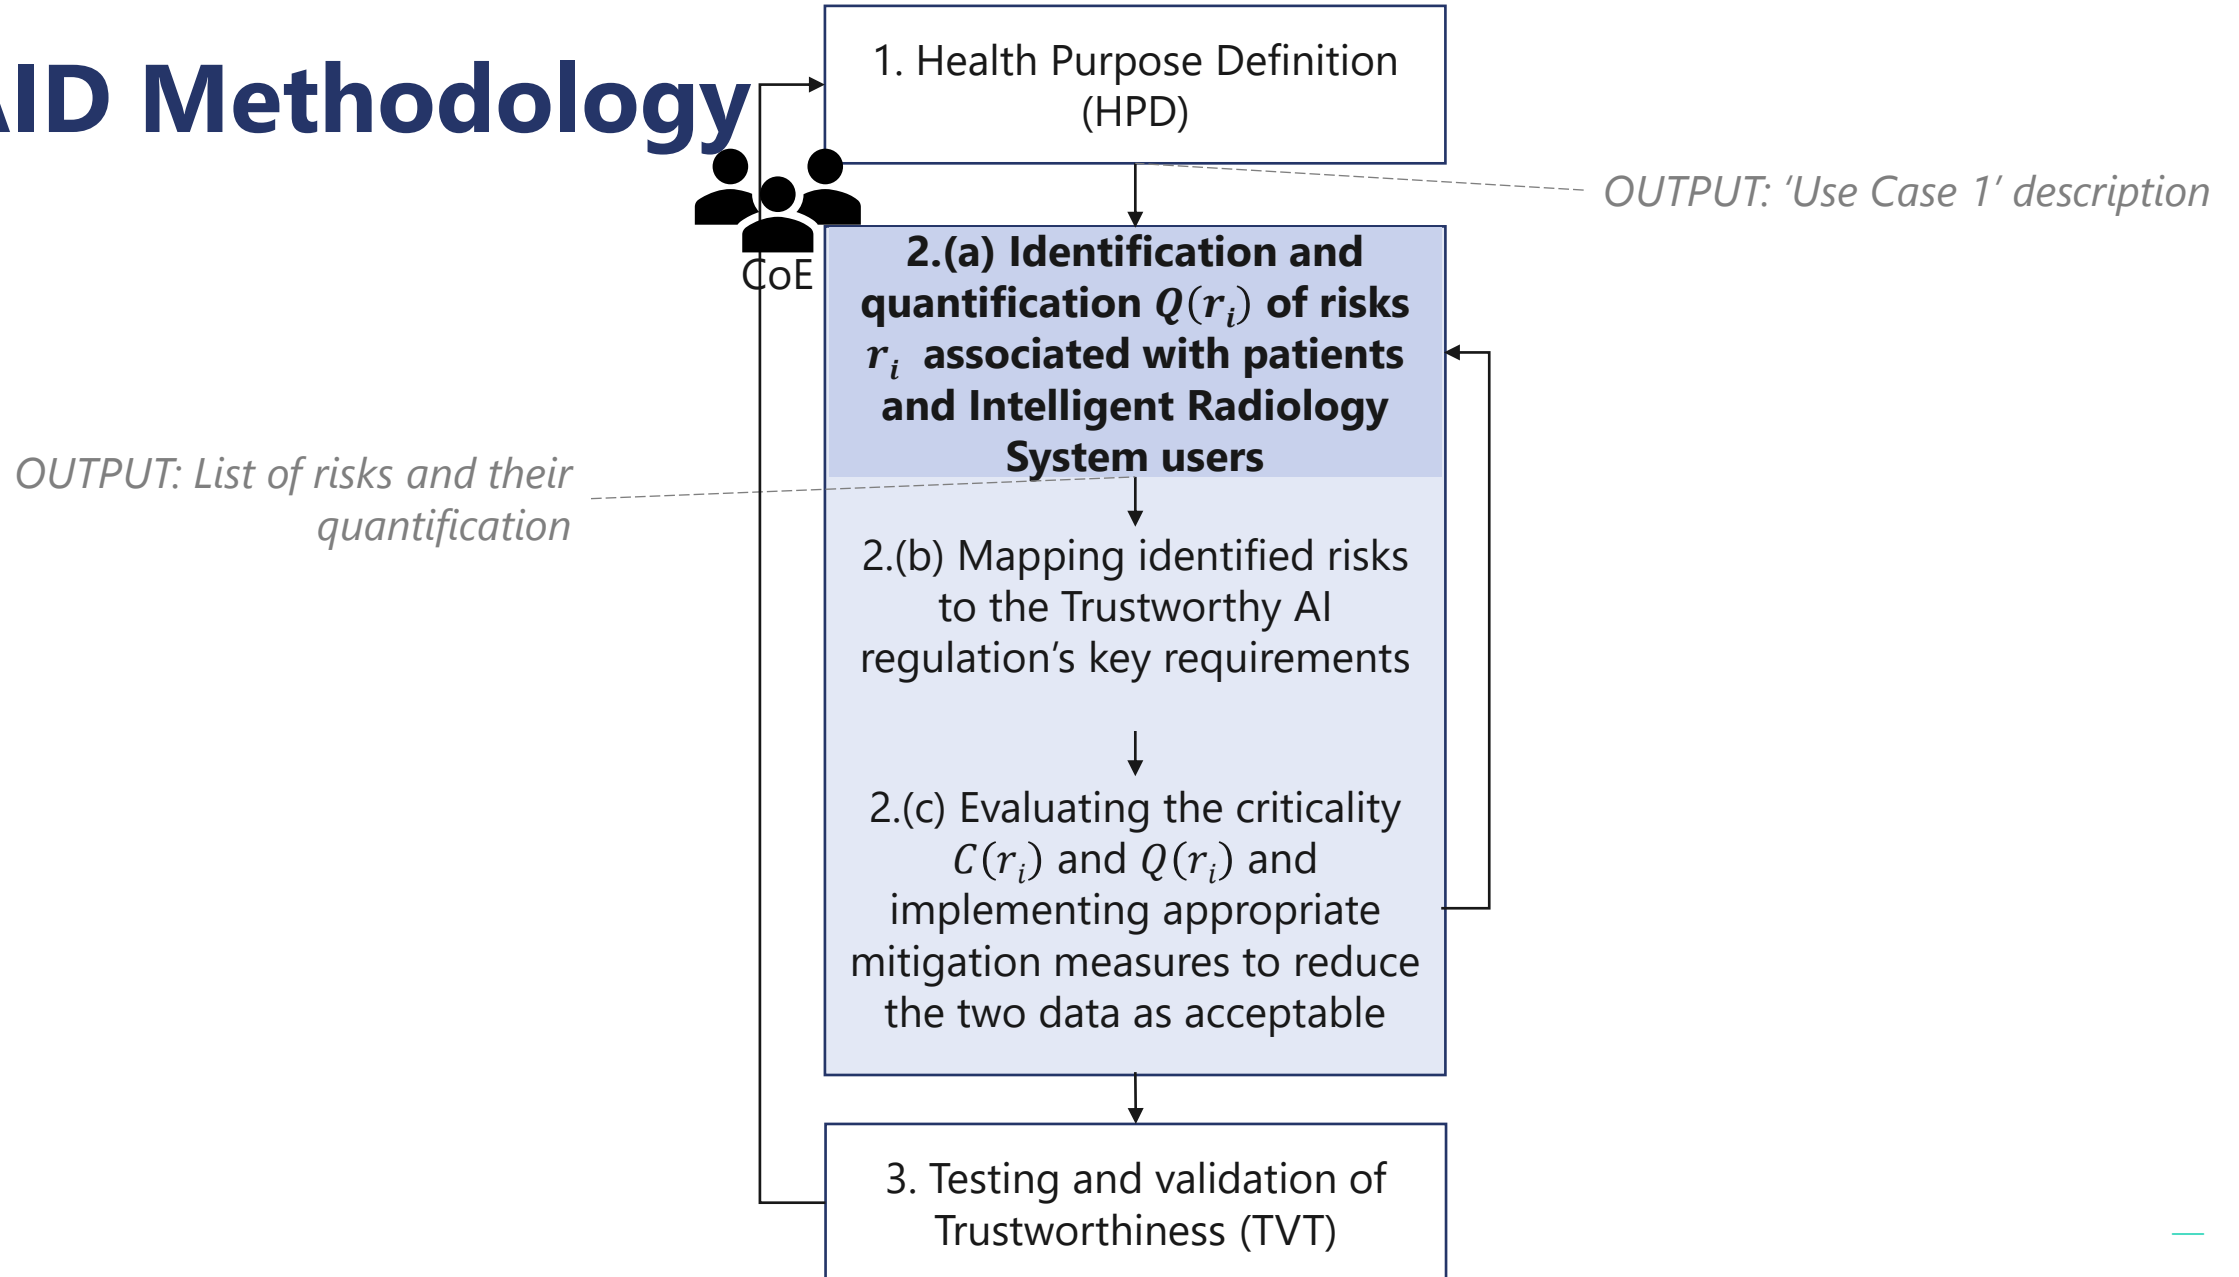 AID Methodology
1. Health Purpose Definition
(HPD)
OUTPUT: ‘Use Case 1’ description
CoE
2.(a) Identification and
quantification Q(rᵢ) of risks
rᵢ associated with patients
and Intelligent Radiology
System users
OUTPUT: List of risks and their
quantification
2.(b) Mapping identified risks
to the Trustworthy AI
regulation’s key requirements
2.(c) Evaluating the criticality
C(rᵢ) and Q(rᵢ) and
implementing appropriate
mitigation measures to reduce
the two data as acceptable
3. Testing and validation of
Trustworthiness (TVT)